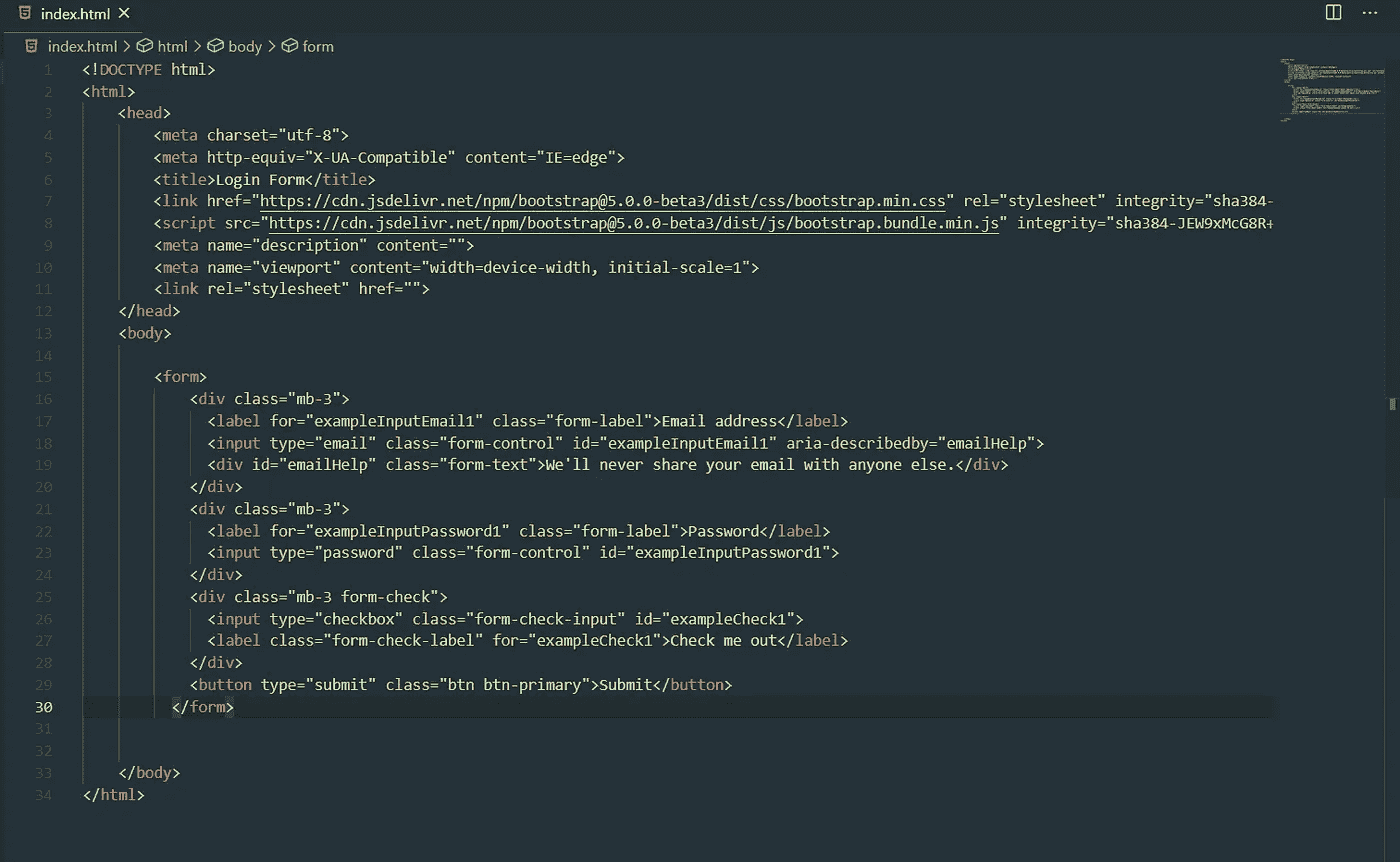 index.html
index.html > html > body > form
1 <!DOCTYPE html>
2 <html>
3 <head>
4 <meta charset="utf-8">
5 <meta http-equiv="X-UA-Compatible" content="IE=edge">
6 <title>Login Form</title>
7 <link href="https://cdn.jsdelivr.net/npm/bootstrap@5.0.0-beta3/dist/css/bootstrap.min.css" rel="stylesheet" integrity="sha384-
8 <script src="https://cdn.jsdelivr.net/npm/bootstrap@5.0.0-beta3/dist/js/bootstrap.bundle.min.js" integrity="sha384-JEW9xMcG8R+
9 <meta name="description" content="">
10 <meta name="viewport" content="width=device-width, initial-scale=1">
11 <link rel="stylesheet" href="">
12 </head>
13 <body>
14
15 <form>
16 <div class="mb-3">
17 <label for="exampleInputEmail1" class="form-label">Email address</label>
18 <input type="email" class="form-control" id="exampleInputEmail1" aria-describedby="emailHelp">
19 <div id="emailHelp" class="form-text">We'll never share your email with anyone else.</div>
20 </div>
21 <div class="mb-3">
22 <label for="exampleInputPassword1" class="form-label">Password</label>
23 <input type="password" class="form-control" id="exampleInputPassword1">
24 </div>
25 <div class="mb-3 form-check">
26 <input type="checkbox" class="form-check-input" id="exampleCheck1">
27 <label class="form-check-label" for="exampleCheck1">Check me out</label>
28 </div>
29 <button type="submit" class="btn btn-primary">Submit</button>
30 </form>
31
32
33 </body>
34 </html>